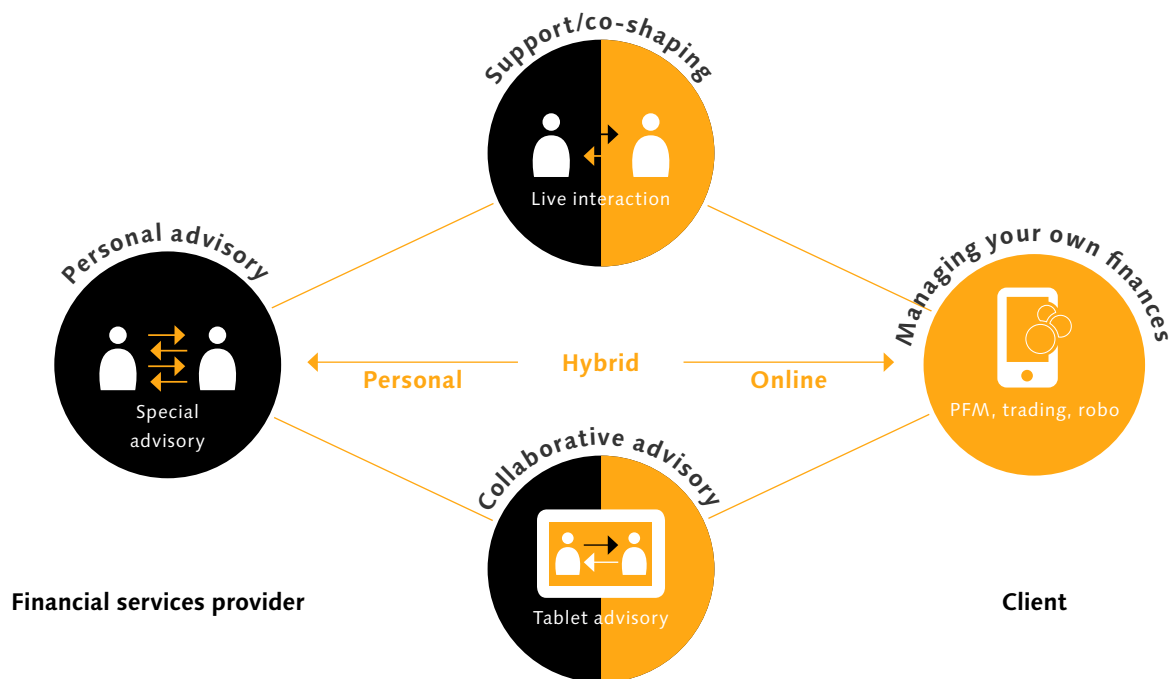 Support/co-shaping
Live interaction
Personal advisory
Special
advisory
Managing your own finances
PFM, trading, robo
Hybrid
Personal
Online
Collaborative advisory
Tablet advisory
Financial services provider
Client